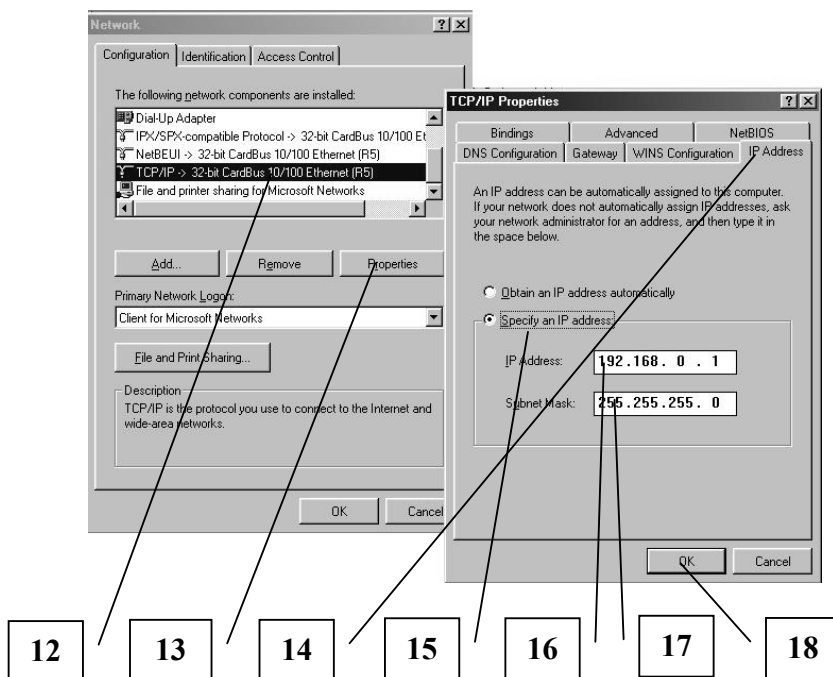 Network
Configuration Identification Access Control
The following network components are installed:
Dial-Up Adapter
IPX/SPX-compatible Protocol -> 32-bit CardBus 10/100 Et
NetBEUI -> 32-bit CardBus 10/100 Ethernet (R5)
TCP/IP -> 32-bit CardBus 10/100 Ethernet (R5)
File and printer sharing for Microsoft Networks
Add... Remove Properties
Primary Network Logon:
Client for Microsoft Networks
File and Print Sharing...
Description
TCP/IP is the protocol you use to connect to the Internet and
wide-area networks.
OK Cancel
TCP/IP Properties
Bindings Advanced NetBIOS
DNS Configuration Gateway WINS Configuration IP Address
An IP address can be automatically assigned to this computer.
If your network does not automatically assign IP addresses, ask
your network administrator for an address, and then type it in
the space below.
Obtain an IP address automatically
Specify an IP address:
IP Address: 192.168. 0 . 1
Subnet Mask: 255.255.255. 0
OK Cancel
12 13 14 15 16 17 18